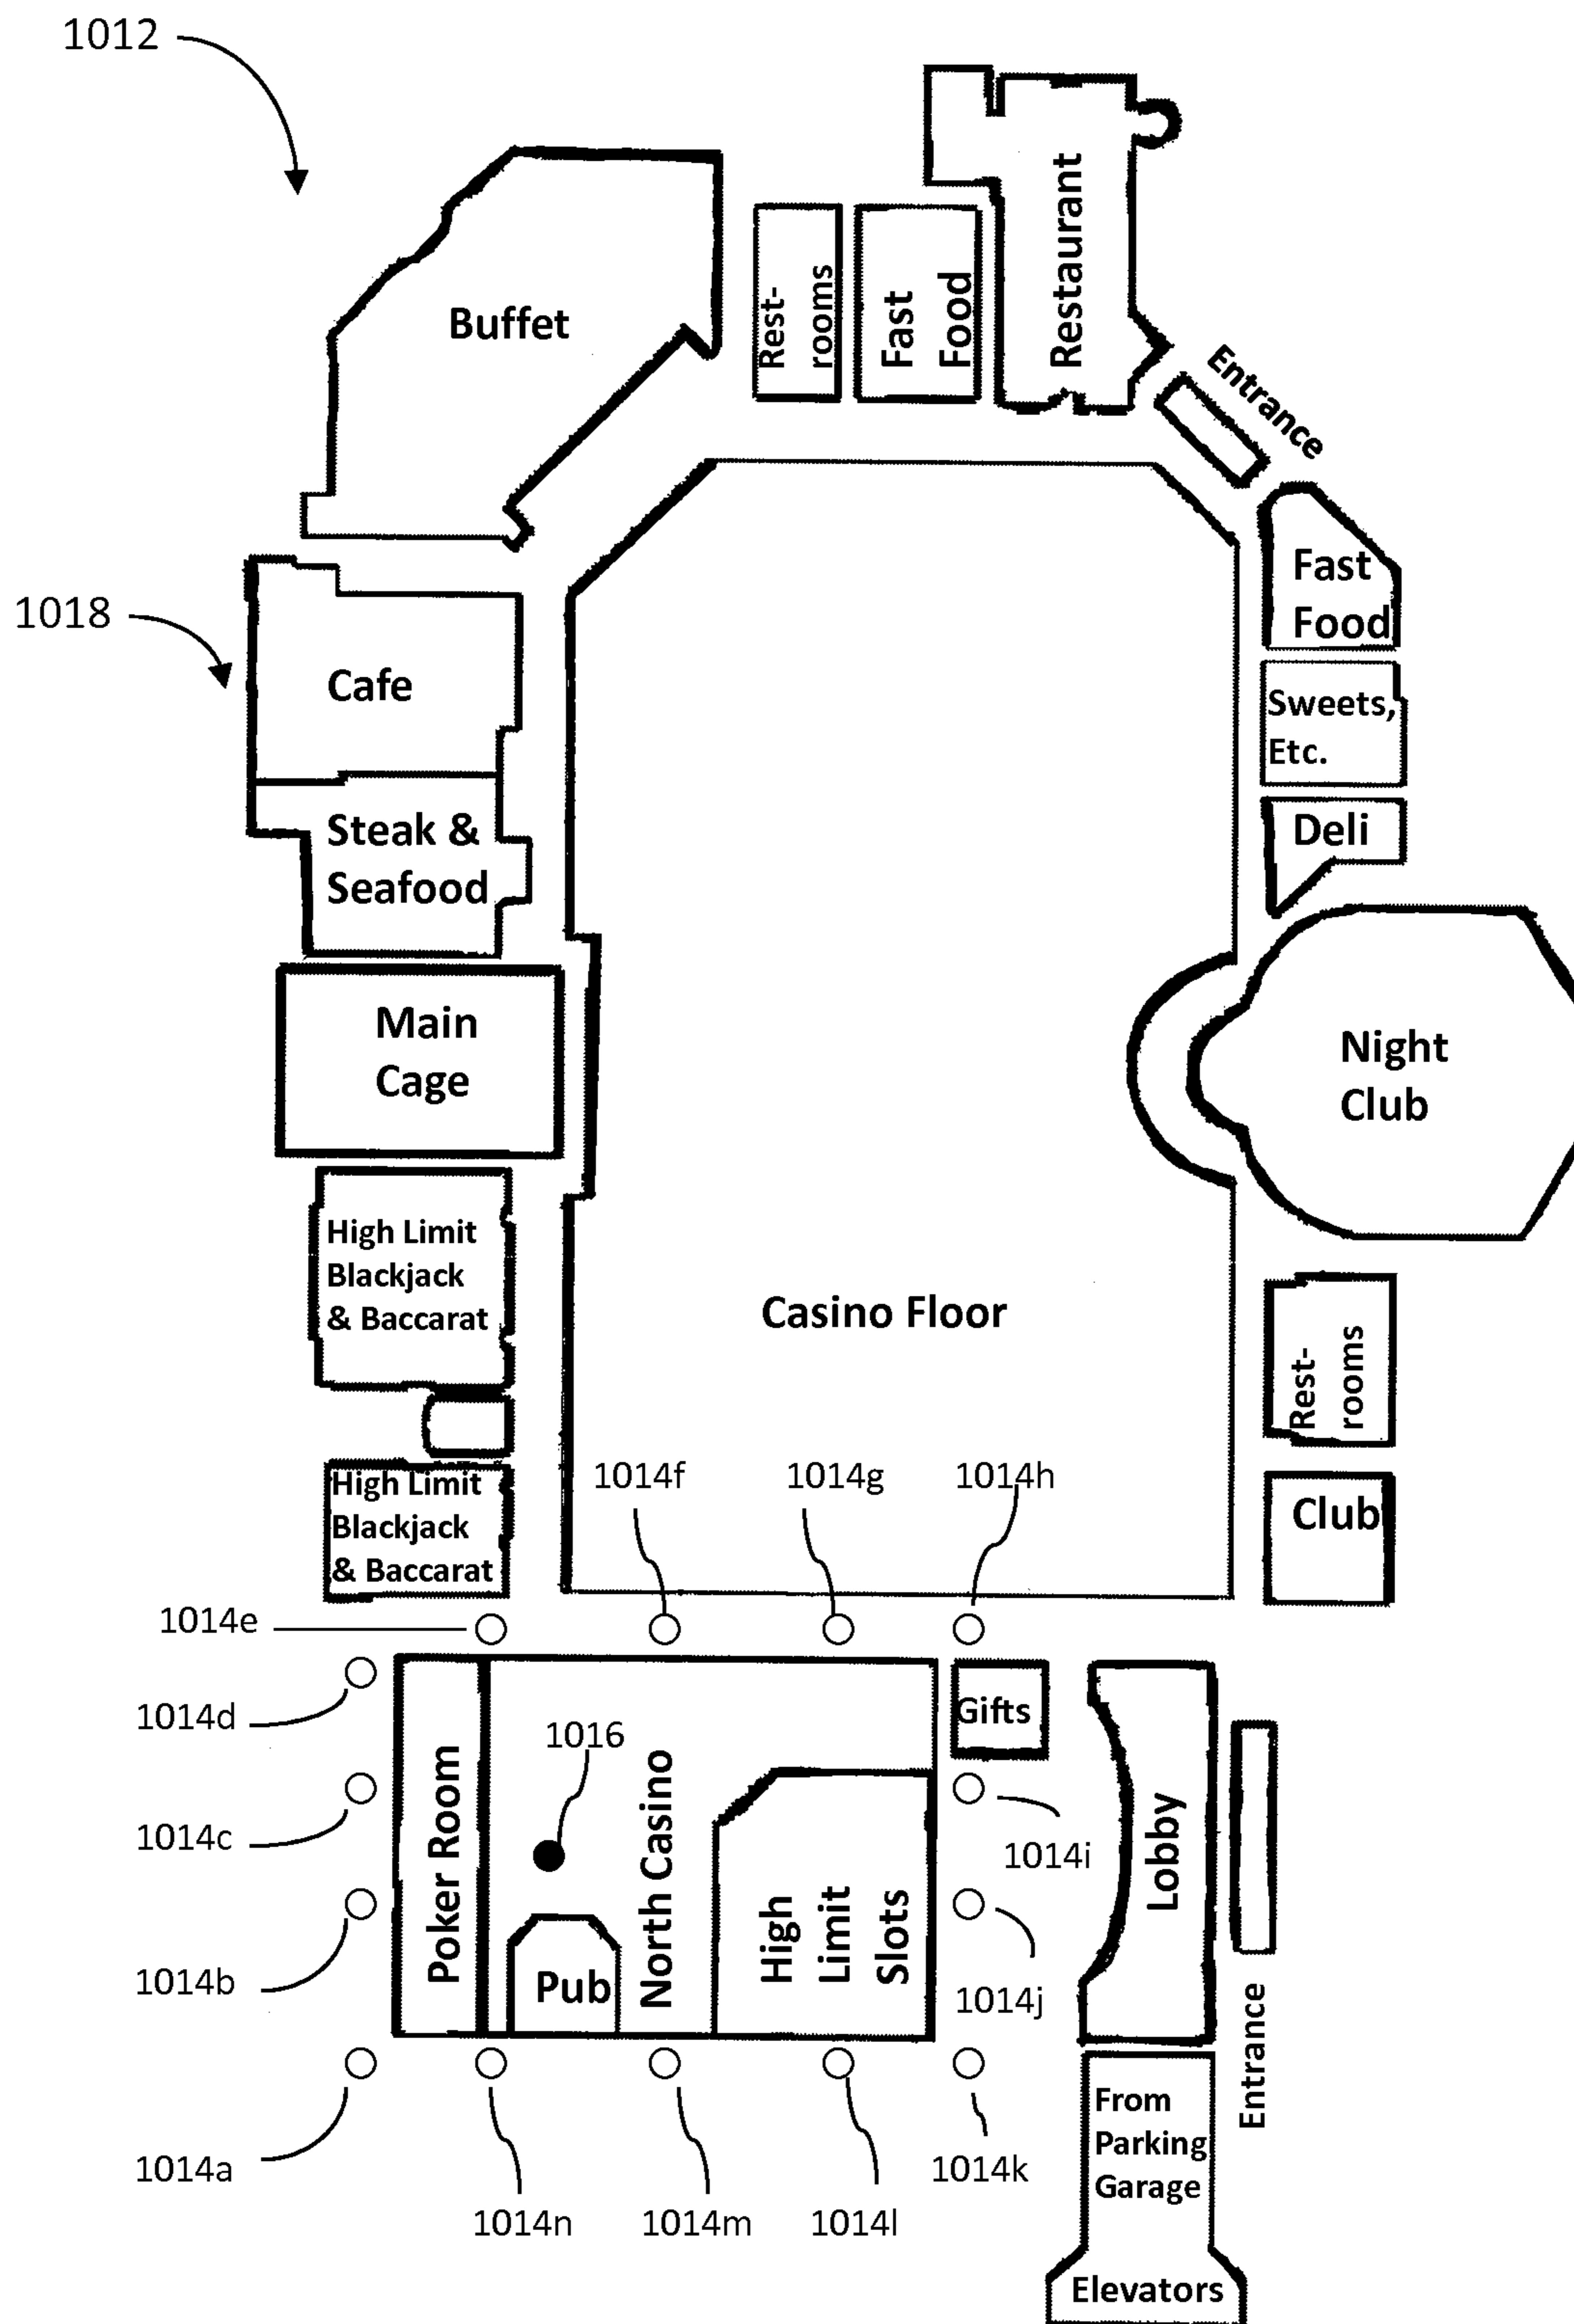 1012
Restaurant
Buffet
Rest-
rooms
Fast
Food
Entrance
1018
Fast
Food
Cafe
Sweets,
Etc.
Steak &
Seafood
Deli
Main
Cage
Night
Club
High Limit
Blackjack
& Baccarat
Casino Floor
Rest-
rooms
High Limit
Blackjack
& Baccarat
1014f
1014g
1014h
Club
1014e
1014d
Gifts
1016
Poker Room
North Casino
Lobby
1014c
1014i
High
Limit
Slots
1014b
Pub
1014j
Entrance
From
Parking
Garage
1014a
1014k
1014n
1014m
1014l
Elevators